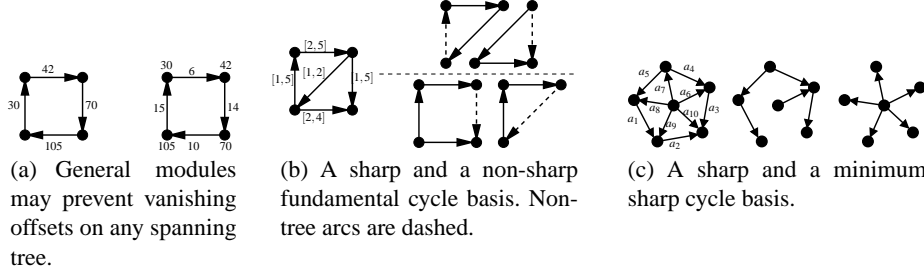 42
30
70
105
30
6
42
15
14
105
10
70
[2,5]
[1,5]
[1,2]
[1,5]
[2,4]
a5
a4
a7
a6
a3
a1
a8
a10
a9
a2
(a) General modules
may prevent vanishing
offsets on any spanning
tree.
(b) A sharp and a non-sharp
fundamental cycle basis. Non-
tree arcs are dashed.
(c) A sharp and a minimum
sharp cycle basis.